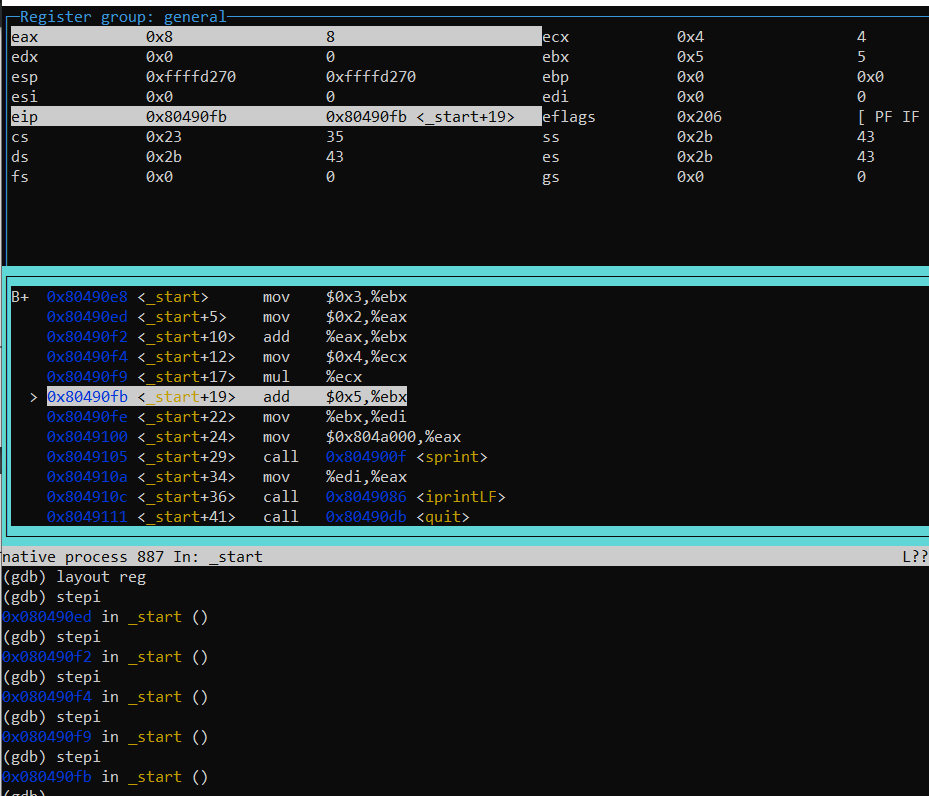 Register group: general
eax 0x8 8 ecx 0x4 4
edx 0x0 0 ebx 0x5 5
esp 0xffffd270 0xffffd270 ebp 0x0 0x0
esi 0x0 0 edi 0x0 0
eip 0x80490fb 0x80490fb <_start+19> eflags 0x206 [ PF IF
cs 0x23 35 ss 0x2b 43
ds 0x2b 43 es 0x2b 43
fs 0x0 0 gs 0x0 0
B+ 0x80490e8 <_start> mov $0x3,%ebx
0x80490ed <_start+5> mov $0x2,%eax
0x80490f2 <_start+10> add %eax,%ebx
0x80490f4 <_start+12> mov $0x4,%ecx
0x80490f9 <_start+17> mul %ecx
> 0x80490fb <_start+19> add $0x5,%ebx
0x80490fe <_start+22> mov %ebx,%edi
0x8049100 <_start+24> mov $0x804a000,%eax
0x8049105 <_start+29> call 0x804900f <sprint>
0x804910a <_start+34> mov %edi,%eax
0x804910c <_start+36> call 0x8049086 <iprintLF>
0x8049111 <_start+41> call 0x80490db <quit>
native process 887 In: _start L??
(gdb) layout reg
(gdb) stepi
0x080490ed in _start ()
(gdb) stepi
0x080490f2 in _start ()
(gdb) stepi
0x080490f4 in _start ()
(gdb) stepi
0x080490f9 in _start ()
(gdb) stepi
0x080490fb in _start ()
(gdb)